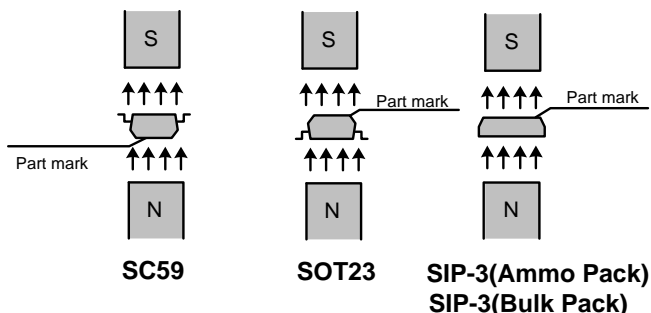 S S S
Part mark Part mark
Part mark
N N N
SC59 SOT23 SIP-3(Ammo Pack)
SIP-3(Bulk Pack)